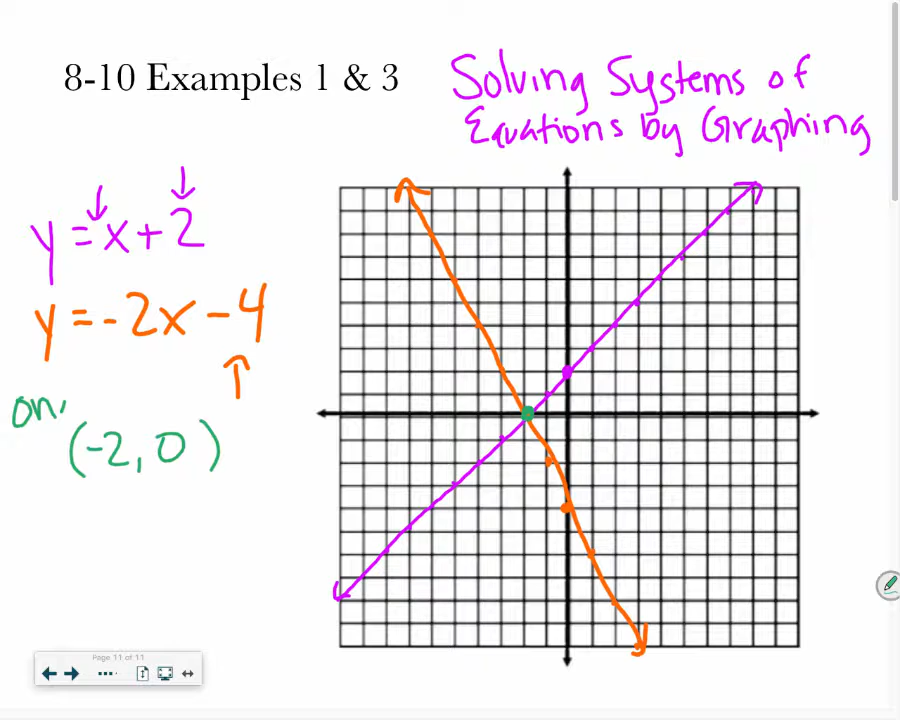 8-10 Examples 1 & 3
Solving Systems of
Equations by Graphing
y = x + 2
y = -2x - 4
on
(-2, 0)
Page 11 of 11